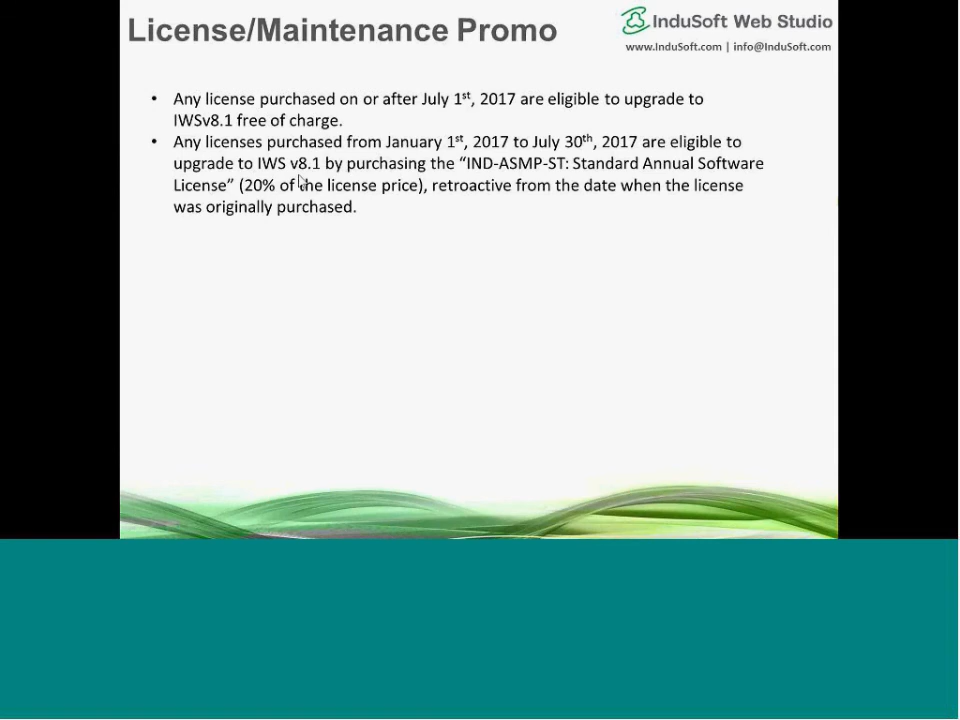 License/Maintenance Promo
InduSoft Web Studio
www.InduSoft.com | info@InduSoft.com
• Any license purchased on or after July 1st, 2017 are eligible to upgrade to
IWSv8.1 free of charge.
• Any licenses purchased from January 1st, 2017 to July 30th, 2017 are eligible to
upgrade to IWS v8.1 by purchasing the “IND-ASMP-ST: Standard Annual Software
License” (20% of the license price), retroactive from the date when the license
was originally purchased.